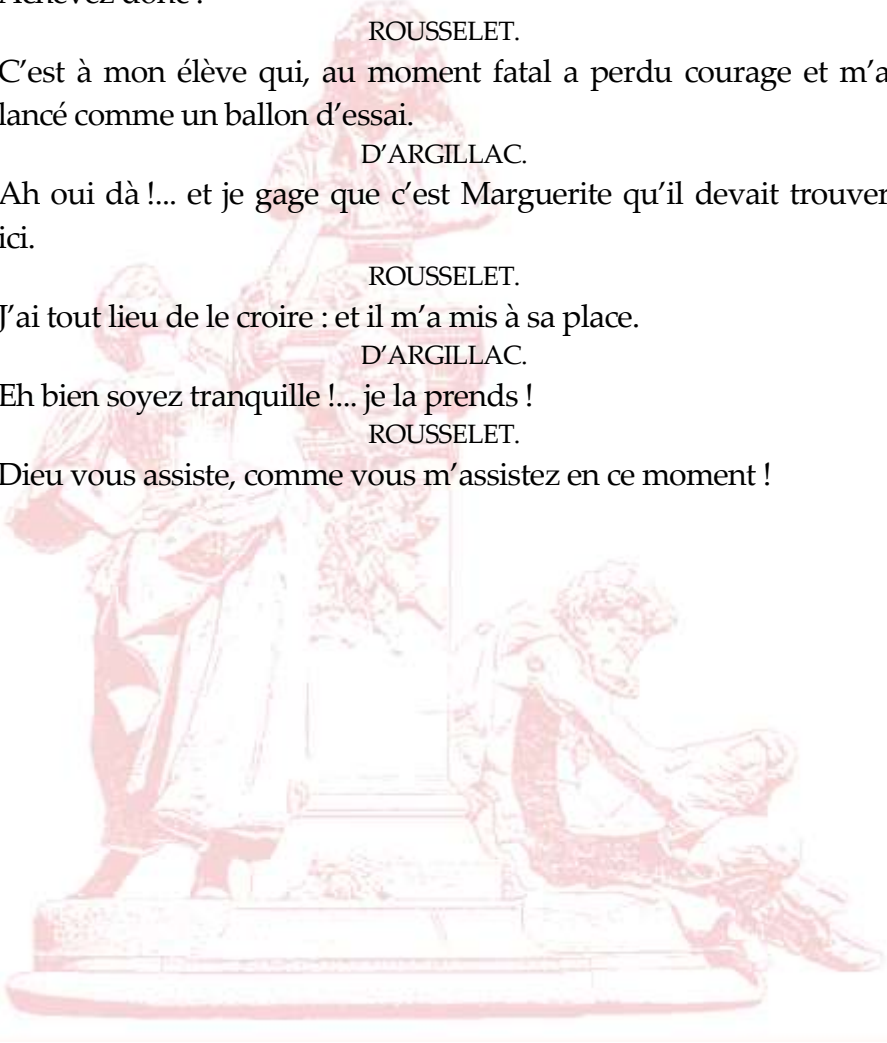 Achevez donc !
ROUSSELET.
C’est à mon élève qui, au moment fatal a perdu courage et m’a
lancé comme un ballon d’essai.
D’ARGILLAC.
Ah oui dà !... et je gage que c’est Marguerite qu’il devait trouver
ici.
ROUSSELET.
J’ai tout lieu de le croire : et il m’a mis à sa place.
D’ARGILLAC.
Eh bien soyez tranquille !... je la prends !
ROUSSELET.
Dieu vous assiste, comme vous m’assistez en ce moment !